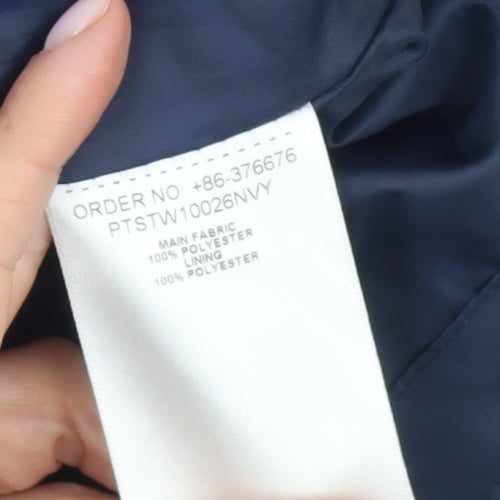 ORDER NO: +86-376676
PTSTW10026NVY
MAIN FABRIC
100% POLYESTER
LINING
100% POLYESTER